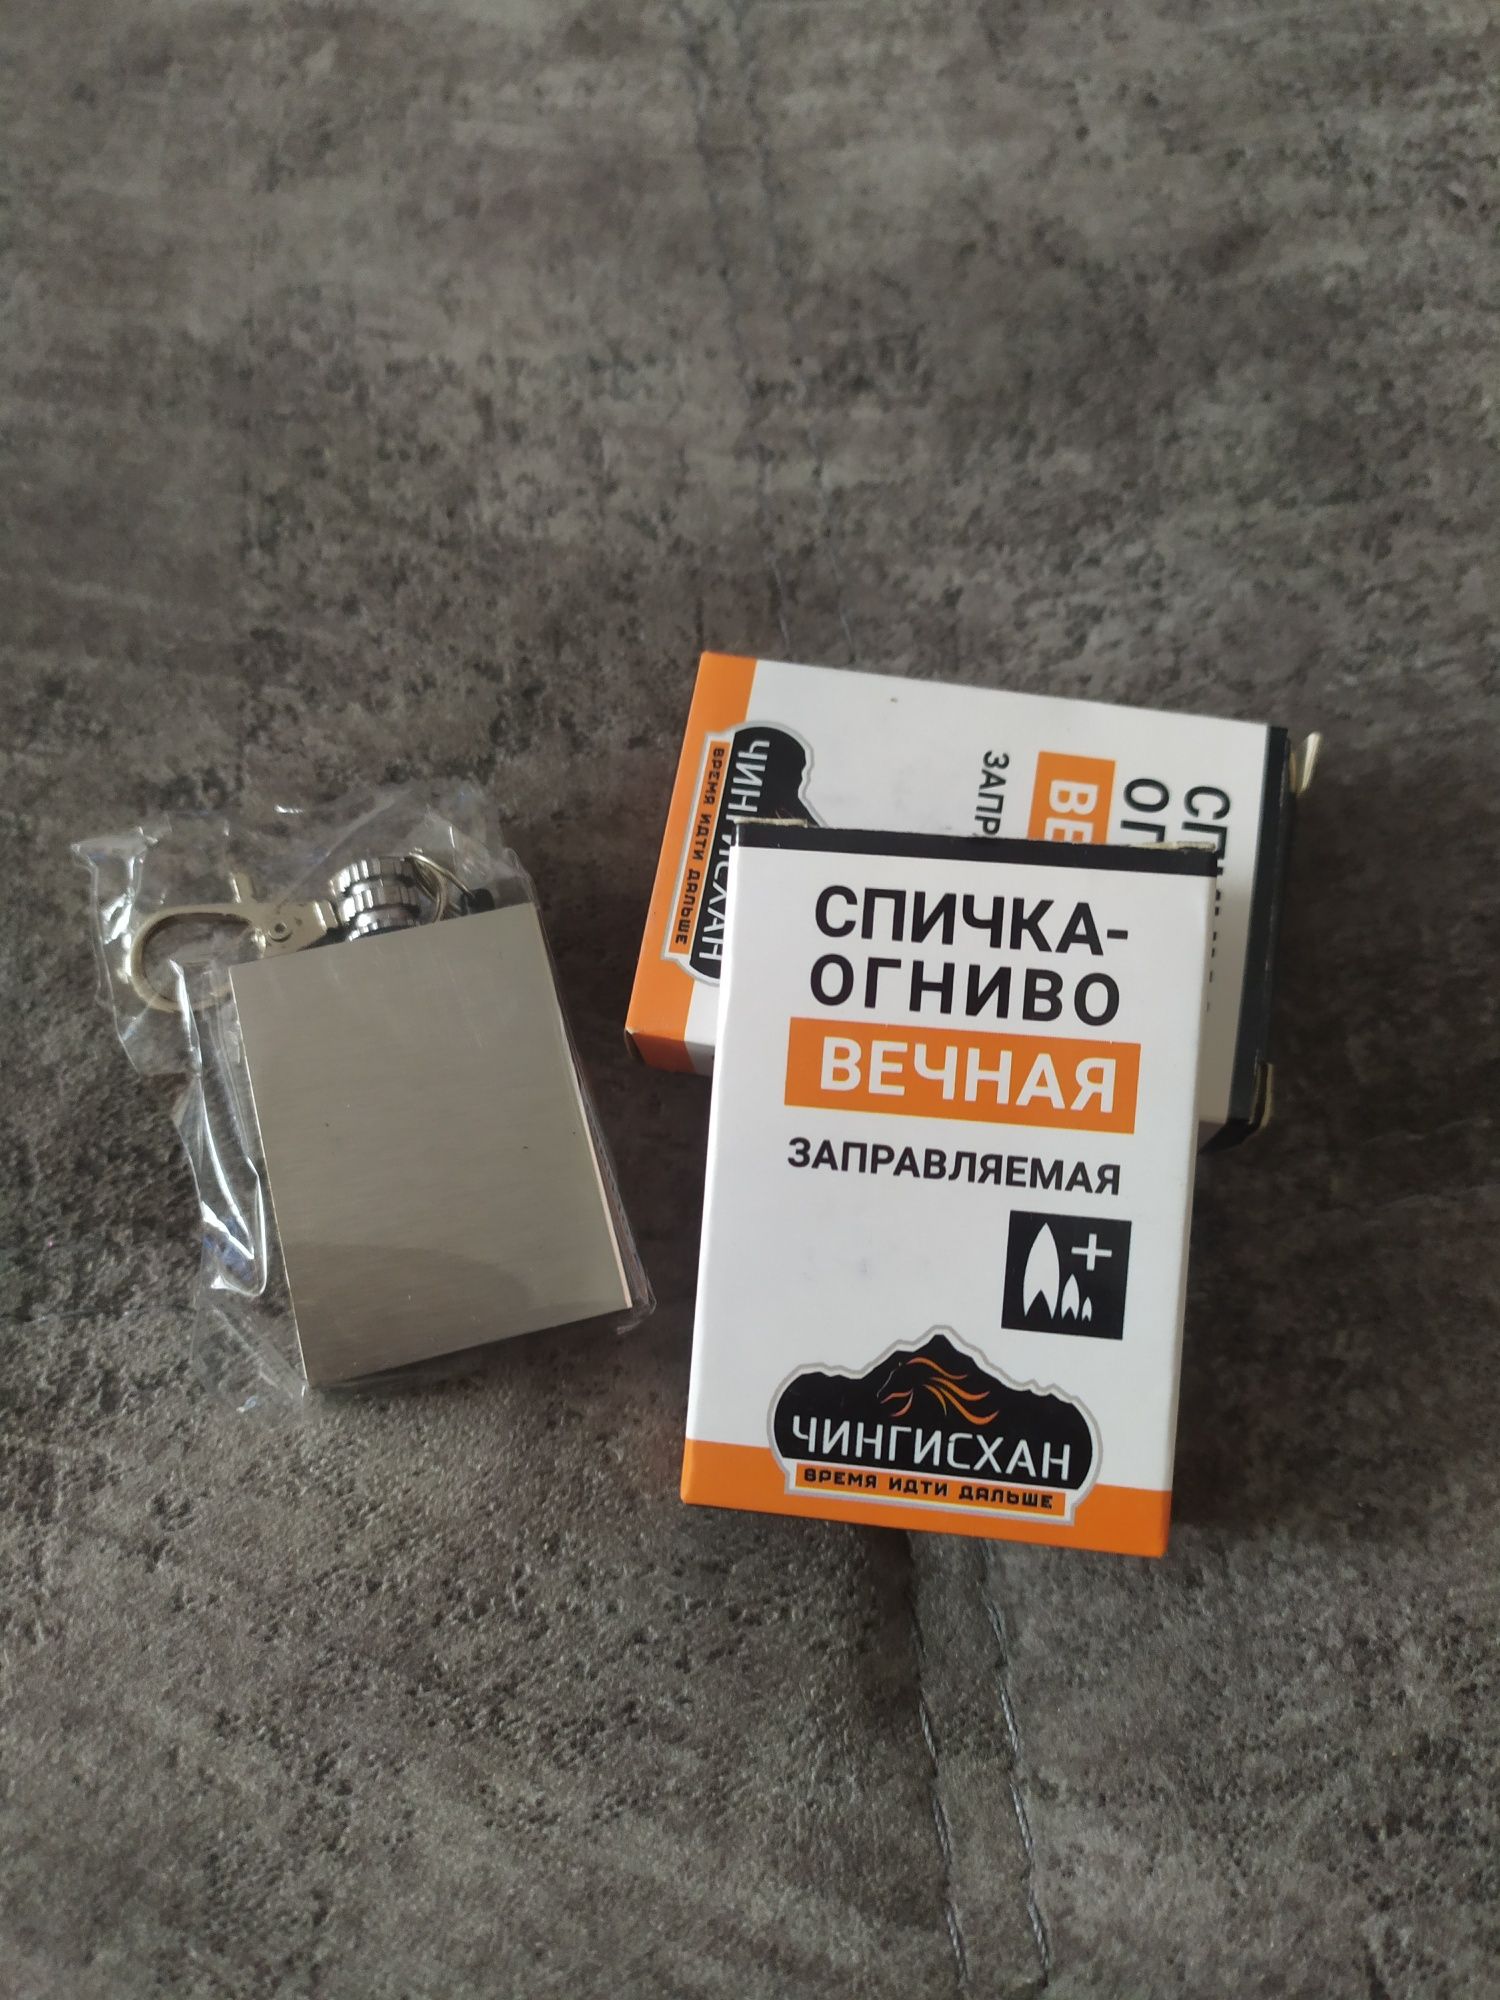 СПИЧКА-
ОГНИВО
ВЕЧНАЯ
ЗАПРАВЛЯЕМАЯ
ЧИНГИСХАН
ВРЕМЯ ИДТИ ДАЛЬШЕ
ЧИНГИСХАН
ВРЕМЯ ИДТИ ДАЛЬШЕ